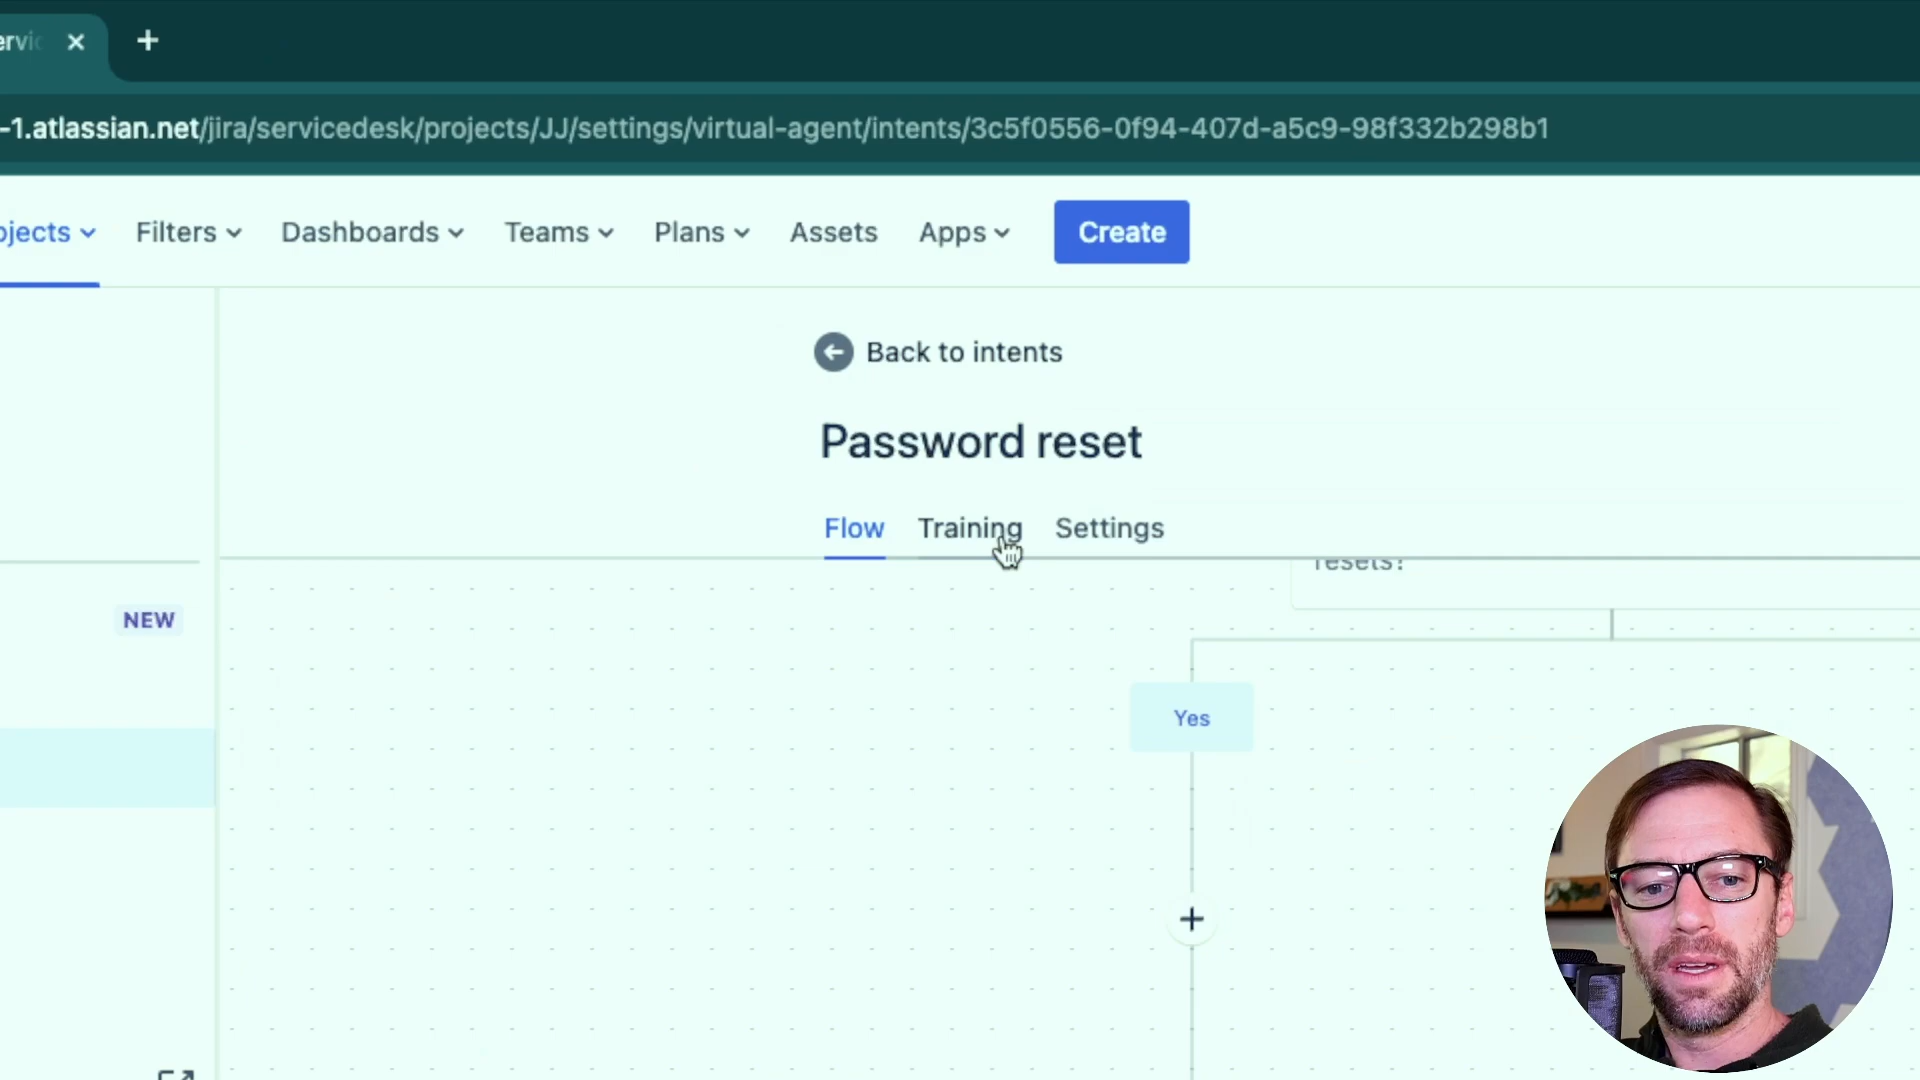 -1.atlassian.net/jira/servicedesk/projects/JJ/settings/virtual-agent/intents/3c5f0556-0f94-407d-a5c9-98f332b298b1
Filters Dashboards Teams Plans Assets Apps Create
Back to intents
Password reset
Flow Training Settings
resets?
NEW
Yes